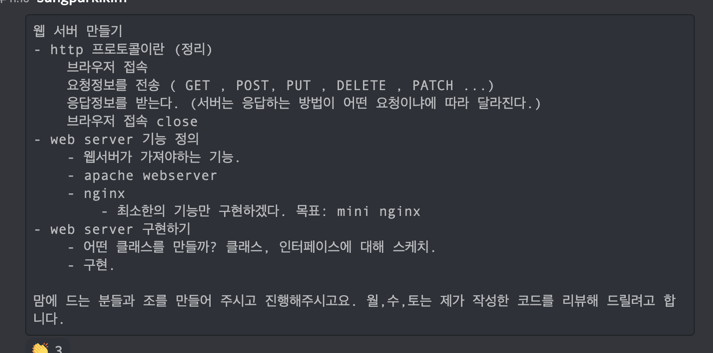 sangparkikim
웹 서버 만들기
- http 프로토콜이란 (정리)
브라우저 접속
요청정보를 전송 ( GET , POST, PUT , DELETE , PATCH ...)
응답정보를 받는다. (서버는 응답하는 방법이 어떤 요청이냐에 따라 달라진다.)
브라우저 접속 close
- web server 기능 정의
- 웹서버가 가져야하는 기능.
- apache webserver
- nginx
- 최소한의 기능만 구현하겠다. 목표: mini nginx
- web server 구현하기
- 어떤 클래스를 만들까? 클래스, 인터페이스에 대해 스케치.
- 구현.
맘에 드는 분들과 조를 만들어 주시고 진행해주시고요. 월,수,토는 제가 작성한 코드를 리뷰해 드릴려고 합
니다.
3